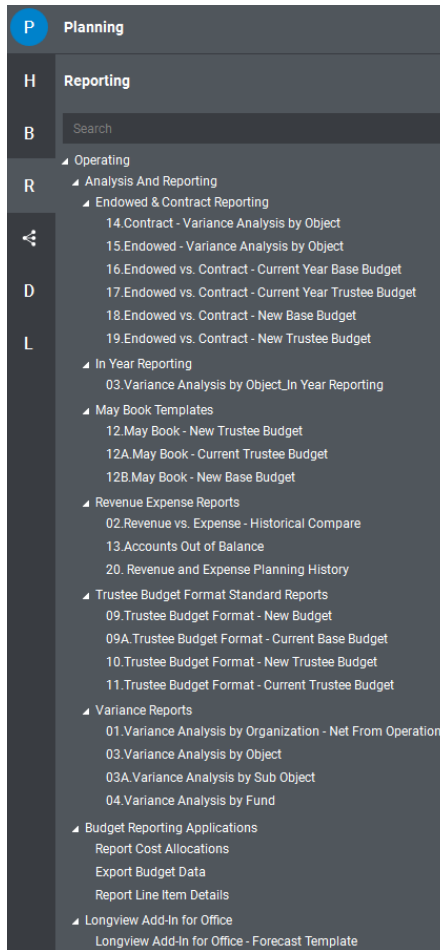 P Planning
H Reporting
B Search
Operating
R Analysis And Reporting
Endowed & Contract Reporting
14.Contract - Variance Analysis by Object
15.Endowed - Variance Analysis by Object
16.Endowed vs. Contract - Current Year Base Budget
D 17.Endowed vs. Contract - Current Year Trustee Budget
18.Endowed vs. Contract - New Base Budget
L 19.Endowed vs. Contract - New Trustee Budget
In Year Reporting
03.Variance Analysis by Object_In Year Reporting
May Book Templates
12.May Book - New Trustee Budget
12A.May Book - Current Trustee Budget
12B.May Book - New Base Budget
Revenue Expense Reports
02.Revenue vs. Expense - Historical Compare
13.Accounts Out of Balance
20. Revenue and Expense Planning History
Trustee Budget Format Standard Reports
09.Trustee Budget Format - New Budget
09A.Trustee Budget Format - Current Base Budget
10.Trustee Budget Format - New Trustee Budget
11.Trustee Budget Format - Current Trustee Budget
Variance Reports
01.Variance Analysis by Organization - Net From Operation
03.Variance Analysis by Object
03A.Variance Analysis by Sub Object
04.Variance Analysis by Fund
Budget Reporting Applications
Report Cost Allocations
Export Budget Data
Report Line Item Details
Longview Add-In for Office
Longview Add-In for Office - Forecast Template